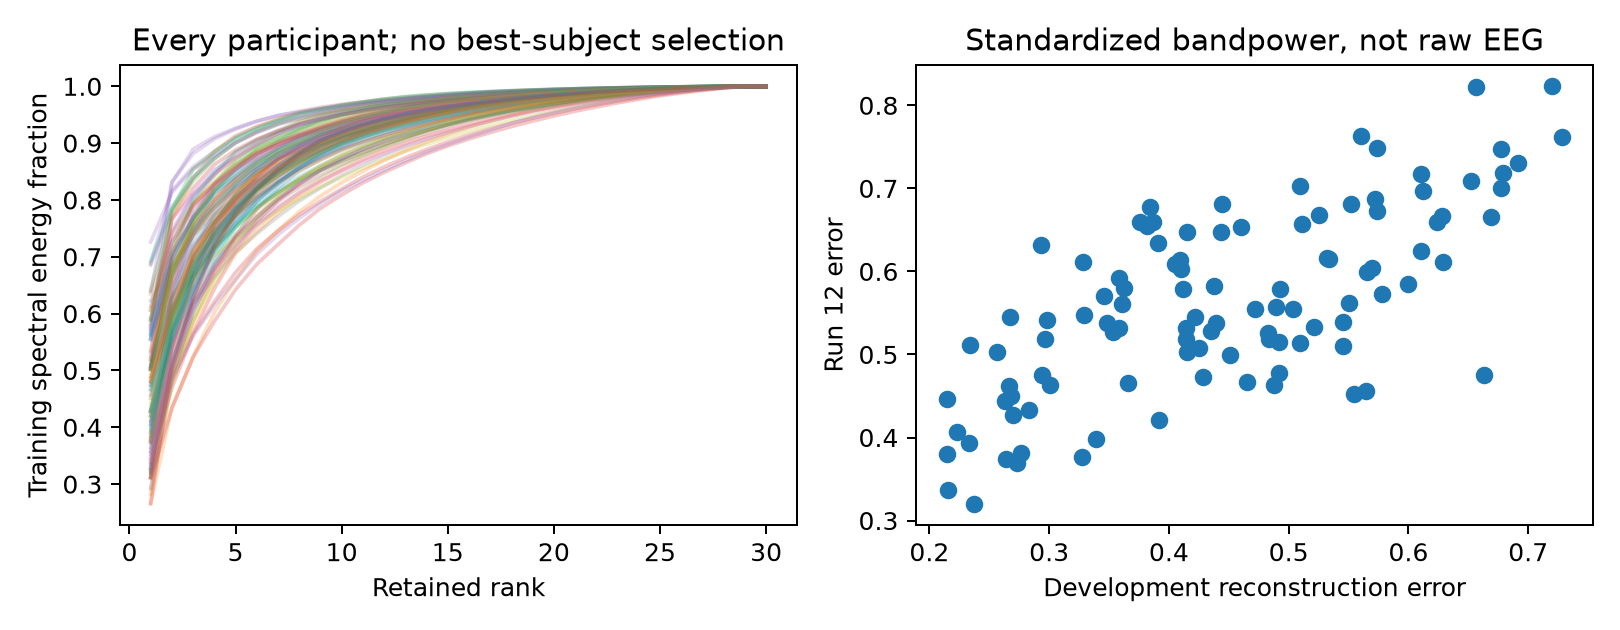 Every participant; no best-subject selection
Training spectral energy fraction
1.0
0.9
0.8
0.7
0.6
0.5
0.4
0.3
0 5 10 15 20 25 30
Retained rank
Standardized bandpower, not raw EEG
Run 12 error
0.8
0.7
0.6
0.5
0.4
0.3
0.2 0.3 0.4 0.5 0.6 0.7
Development reconstruction error